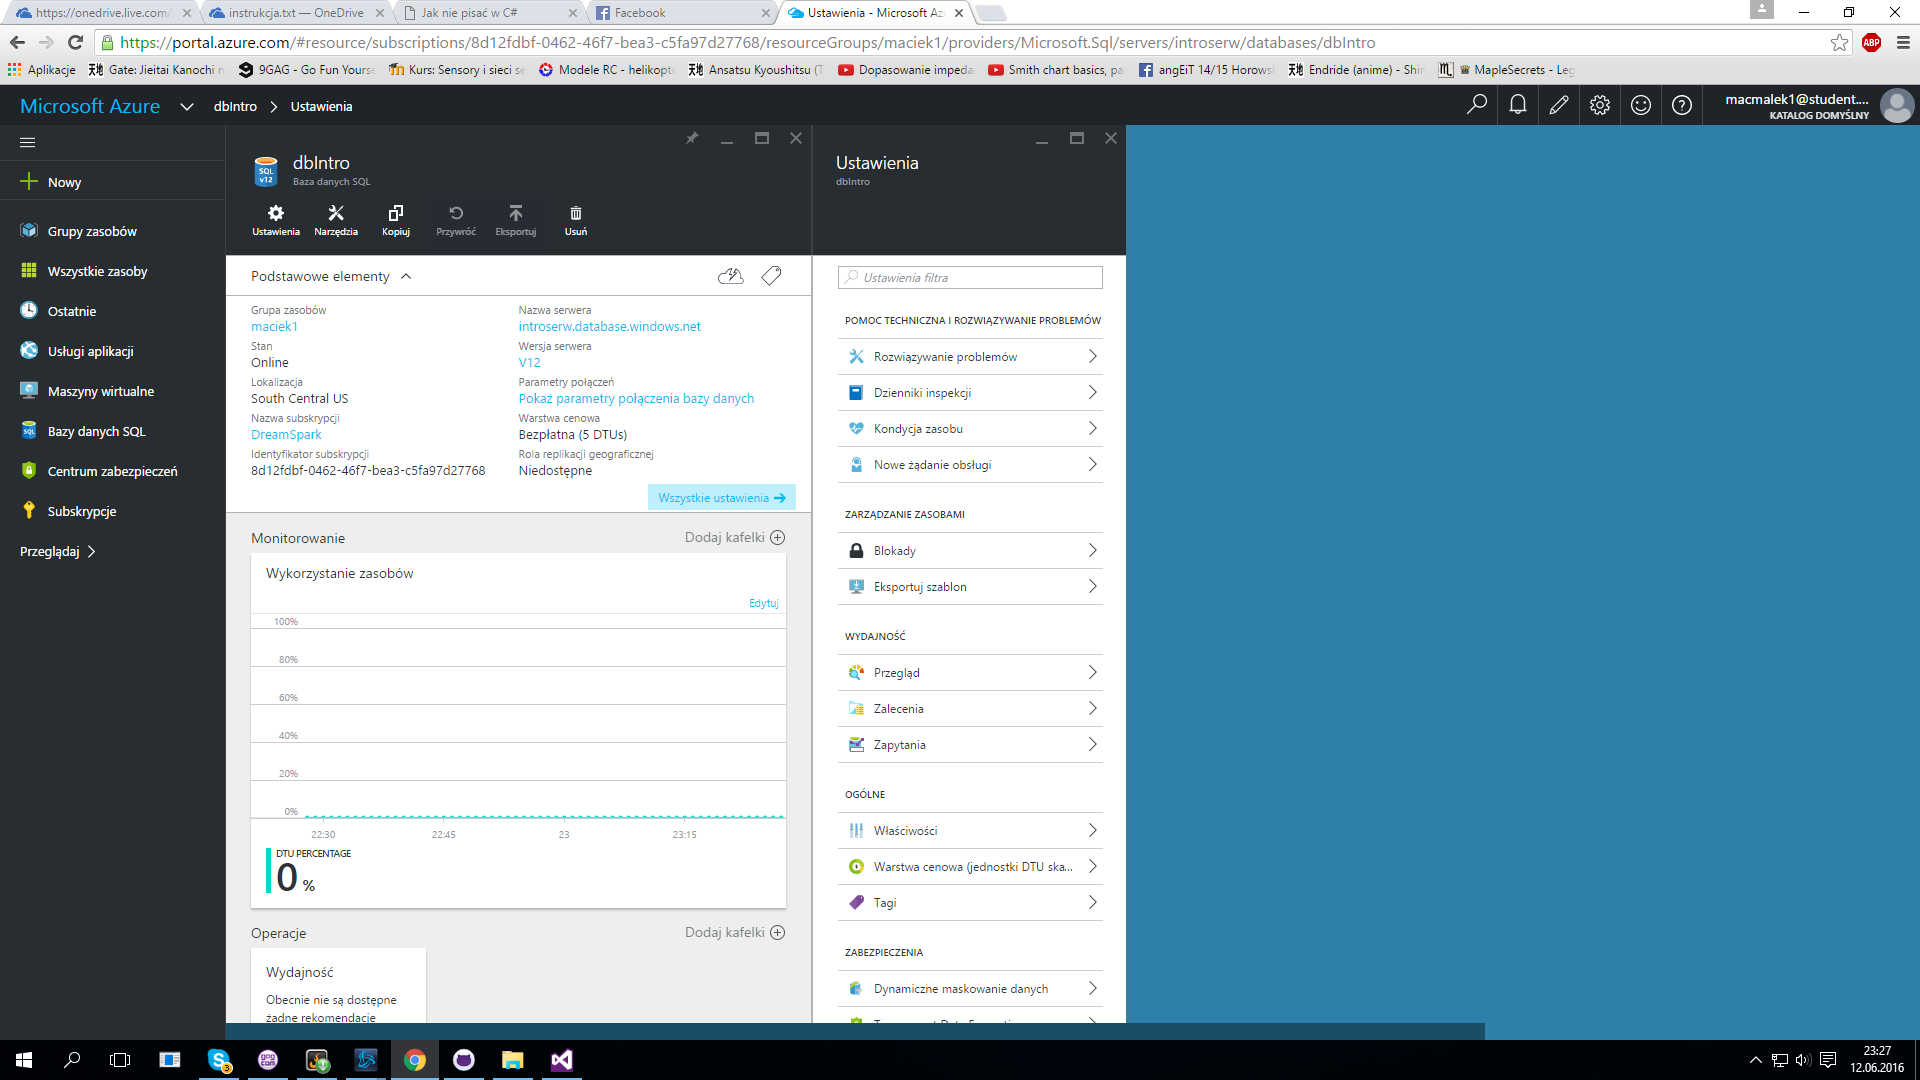 https://onedrive.live.com/
instrukcja.txt — OneDrive
Jak nie pisać w C#
Facebook
Ustawienia - Microsoft Az
https://portal.azure.com/#resource/subscriptions/8d12fdbf-0462-46f7-bea3-c5fa97d27768/resourceGroups/maciek1/providers/Microsoft.Sql/servers/introserw/databases/dbIntro
ABP
Aplikacje
Gate: Jieitai Kanochi n
9GAG - Go Fun Yourse
Kurs: Sensory i sieci se
Modele RC - helikopt
Ansatsu Kyoushitsu (T
Dopasowanie impeda
Smith chart basics, pa
angEiT 14/15 Horows
Endride (anime) - Shi
MapleSecrets - Leg
Microsoft Azure
dbIntro
Ustawienia
macmalek1@student....
KATALOG DOMYŚLNY
Nowy
Grupy zasobów
Wszystkie zasoby
Ostatnie
Usługi aplikacji
Maszyny wirtualne
Bazy danych SQL
Centrum zabezpieczeń
Subskrypcje
Przeglądaj
SQL
v12
dbIntro
Baza danych SQL
Ustawienia
Narzędzia
Kopiuj
Przywróć
Eksportuj
Usuń
Podstawowe elementy
Grupa zasobów
maciek1
Stan
Online
Lokalizacja
South Central US
Nazwa subskrypcji
DreamSpark
Identyfikator subskrypcji
8d12fdbf-0462-46f7-bea3-c5fa97d27768
Nazwa serwera
introserw.database.windows.net
Wersja serwera
V12
Parametry połączeń
Pokaż parametry połączenia bazy danych
Warstwa cenowa
Bezpłatna (5 DTUs)
Rola replikacji geograficznej
Niedostępne
Wszystkie ustawienia
Monitorowanie
Dodaj kafelki
Wykorzystanie zasobów
Edytuj
100%
80%
60%
40%
20%
0%
22:30
22:45
23
23:15
DTU PERCENTAGE
0 %
Operacje
Dodaj kafelki
Wydajność
Obecnie nie są dostępne
żadne rekomendacje
Ustawienia
dbIntro
Ustawienia filtra
POMOC TECHNICZNA I ROZWIĄZYWANIE PROBLEMÓW
Rozwiązywanie problemów
Dzienniki inspekcji
Kondycja zasobu
Nowe żądanie obsługi
ZARZĄDZANIE ZASOBAMI
Blokady
Eksportuj szablon
WYDAJNOŚĆ
Przegląd
Zalecenia
Zapytania
OGÓLNE
Właściwości
Warstwa cenowa (jednostki DTU ska...
Tagi
ZABEZPIECZENIA
Dynamiczne maskowanie danych
3
23:27
12.06.2016